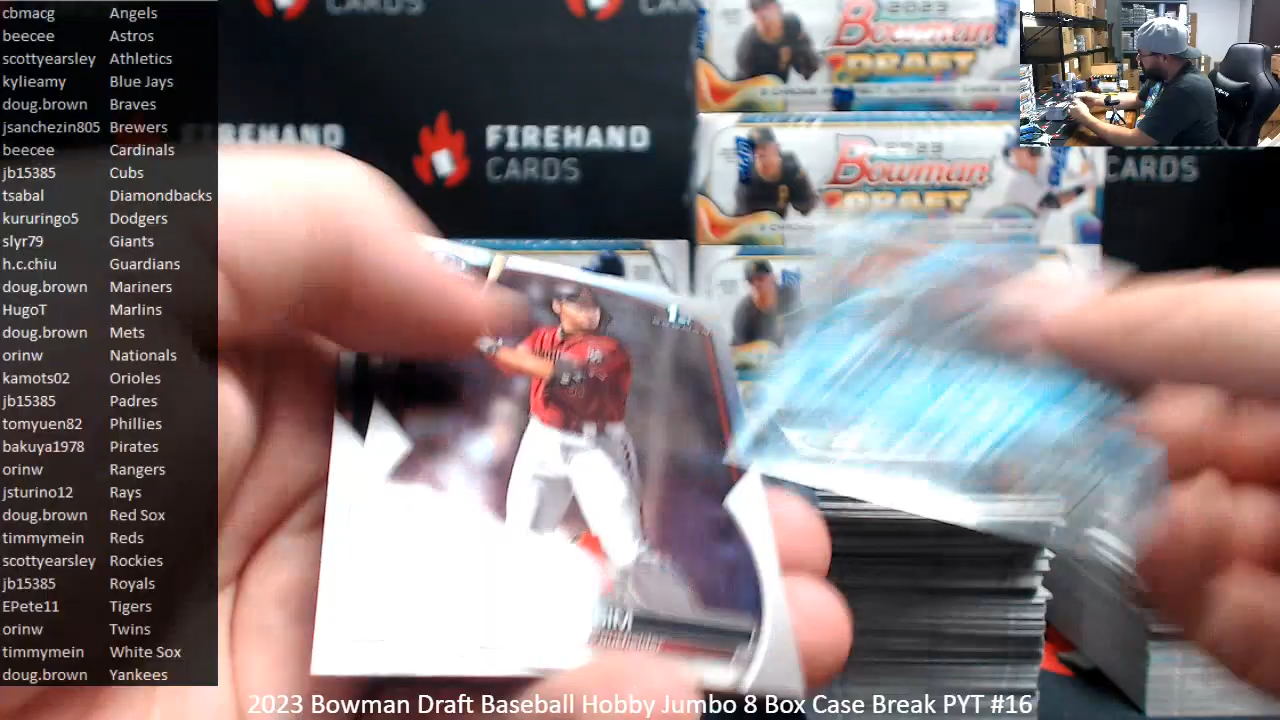 cbmacg Angels
beecee Astros
scottyearsley Athletics
kylieamy Blue Jays
doug.brown Braves
jsanchezin805 Brewers
beecee Cardinals
jb15385 Cubs
tsabal Diamondbacks
kururingo5 Dodgers
slyr79 Giants
h.c.chiu Guardians
doug.brown Mariners
HugoT Marlins
doug.brown Mets
orinw Nationals
kamots02 Orioles
jb15385 Padres
tomyuen82 Phillies
bakuya1978 Pirates
orinw Rangers
jsturino12 Rays
doug.brown Red Sox
timmymein Reds
scottyearsley Rockies
jb15385 Royals
EPete11 Tigers
orinw Twins
timmymein White Sox
doug.brown Yankees
CARDS
2023
Bowman
DRAFT
FIREHAND
FIREHAND
CARDS
2023
Bowman
DRAFT
CARDS
1st
2023 Bowman Draft Baseball Hobby Jumbo 8 Box Case Break PYT #16